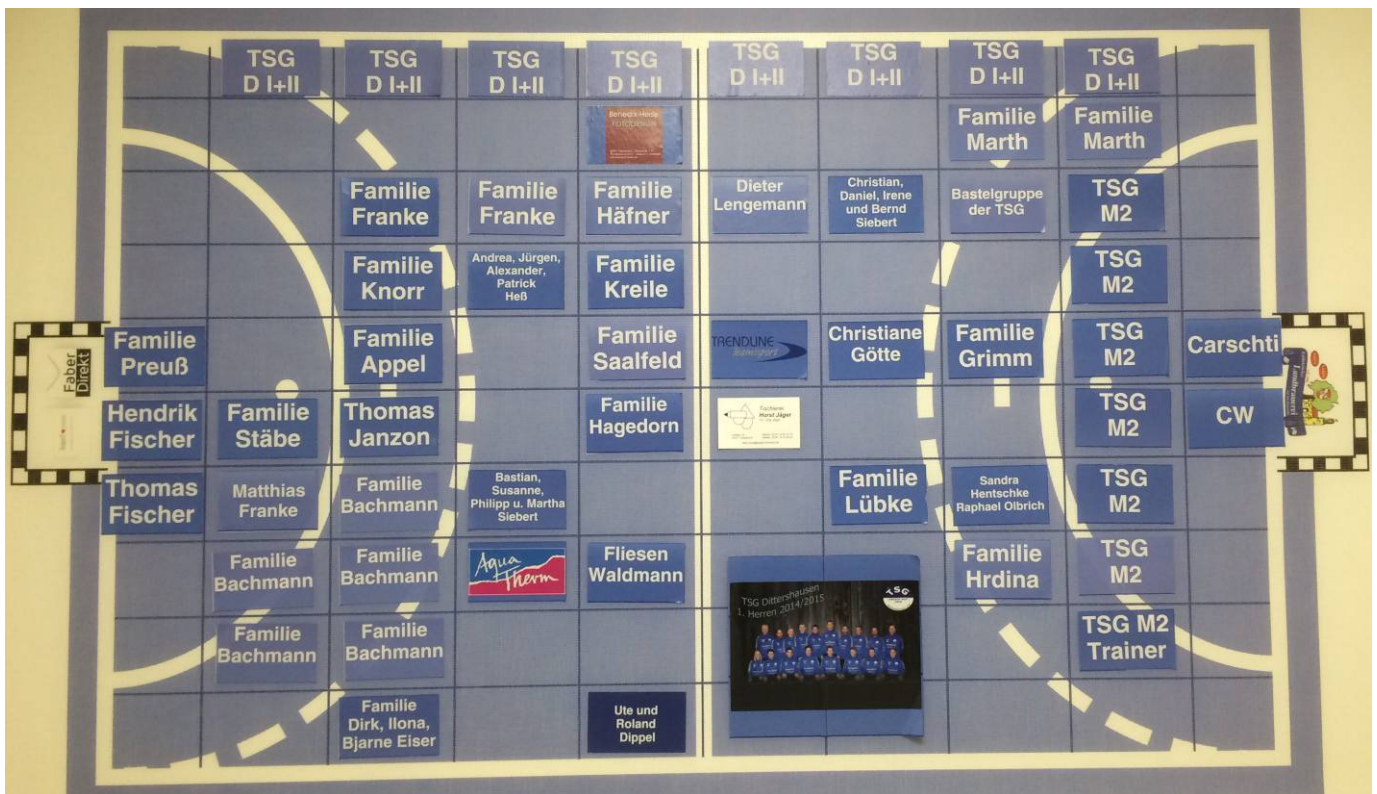 TSG
D I+II
TSG
D I+II
TSG
D I+II
TSG
D I+II
TSG
D I+II
TSG
D I+II
TSG
D I+II
TSG
D I+II
Familie
Marth
Familie
Marth
Familie
Franke
Familie
Franke
Familie
Häfner
Dieter
Lengemann
Christian,
Daniel, Irene
und Bernd
Siebert
Bastelgruppe
der TSG
TSG
M2
Familie
Knorr
Andrea, Jürgen,
Alexander,
Patrick
Heß
Familie
Kreile
TSG
M2
Familie
Preuß
Familie
Appel
Familie
Saalfeld
TRENDLINE
teamsport
Christiane
Götte
Familie
Grimm
TSG
M2
Carschti
Faber
Direkt
Landbrauerei
Hendrik
Fischer
Familie
Stäbe
Thomas
Janzon
Familie
Hagedorn
Tischlerei
Horst Jäger
TSG
M2
CW
Thomas
Fischer
Matthias
Franke
Familie
Bachmann
Bastian,
Susanne,
Philipp u. Martha
Siebert
Familie
Lübke
Sandra
Hentschke
Raphael Olbrich
TSG
M2
Familie
Bachmann
Familie
Bachmann
Aqua
Therm
Fliesen
Waldmann
TSG Dittershausen
1. Herren 2014/2015
TSG
Familie
Hrdina
TSG
M2
Familie
Bachmann
Familie
Bachmann
TSG M2
Trainer
Familie
Dirk, Ilona,
Bjarne Eiser
Ute und
Roland
Dippel